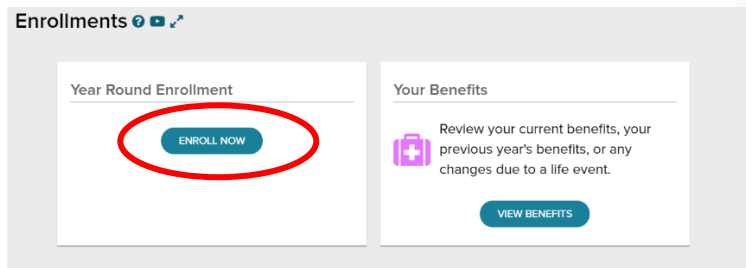 Enrollments
Year Round Enrollment
ENROLL NOW
Your Benefits
Review your current benefits, your
previous year's benefits, or any
changes due to a life event.
VIEW BENEFITS